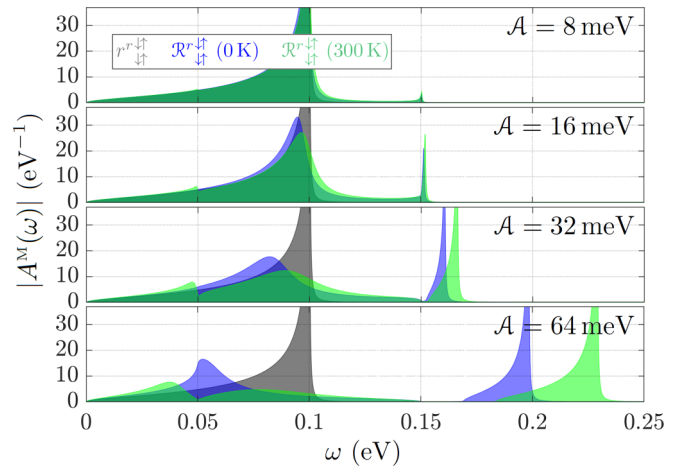 30
20
10
0
r^{r ↓↑}_{↓↑} ℛ^{r ↓↑}_{↓↑} (0 K) ℛ^{r ↓↑}_{↓↑} (300 K)
𝒜 = 8 meV
30
20
10
0
𝒜 = 16 meV
30
20
10
0
𝒜 = 32 meV
30
20
10
0
𝒜 = 64 meV
|A^M(ω)| (eV⁻¹)
0 0.05 0.1 0.15 0.2 0.25
ω (eV)